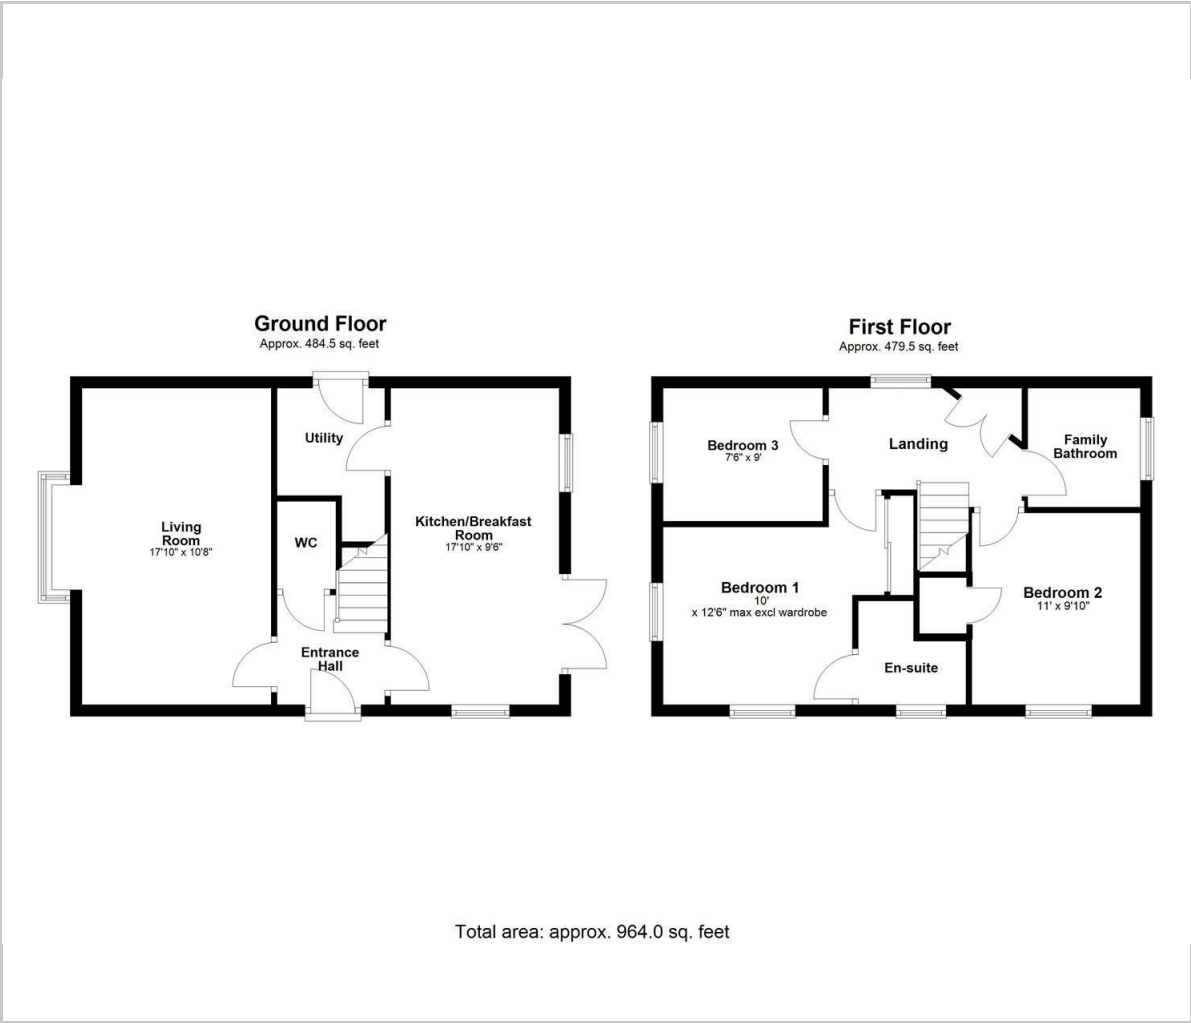 Ground Floor
Approx. 484.5 sq. feet
Utility
Living
Room
17'10" x 10'8"
WC
Kitchen/Breakfast
Room
17'10" x 9'6"
Entrance
Hall
First Floor
Approx. 479.5 sq. feet
Bedroom 3
7'6" x 9'
Landing
Family
Bathroom
Bedroom 1
10'
x 12'6" max excl wardrobe
Bedroom 2
11' x 9'10"
En-suite
Total area: approx. 964.0 sq. feet